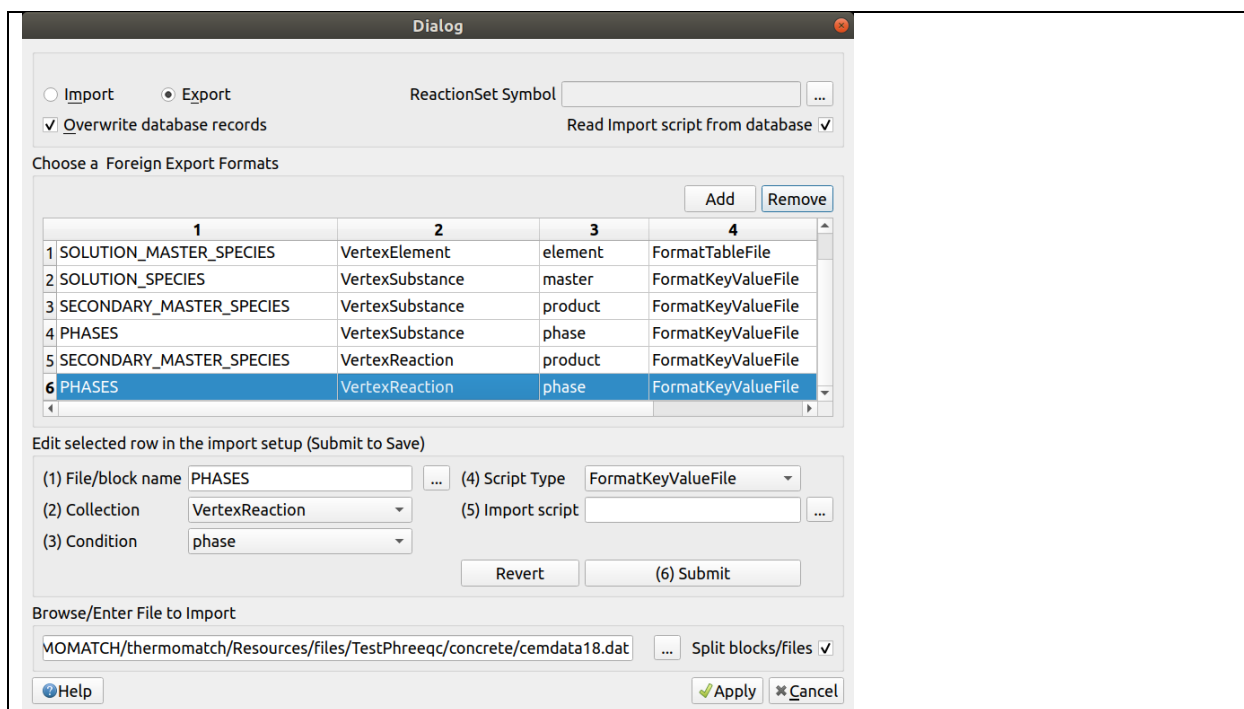 Dialog
Import Export ReactionSet Symbol ...
Overwrite database records Read Import script from database
Choose a Foreign Export Formats
Add Remove
1 2 3 4
1 SOLUTION_MASTER_SPECIES VertexElement element FormatTableFile
2 SOLUTION_SPECIES VertexSubstance master FormatKeyValueFile
3 SECONDARY_MASTER_SPECIES VertexSubstance product FormatKeyValueFile
4 PHASES VertexSubstance phase FormatKeyValueFile
5 SECONDARY_MASTER_SPECIES VertexReaction product FormatKeyValueFile
6 PHASES VertexReaction phase FormatKeyValueFile
Edit selected row in the import setup (Submit to Save)
(1) File/block name PHASES ... (4) Script Type FormatKeyValueFile
(2) Collection VertexReaction (5) Import script ...
(3) Condition phase
Revert (6) Submit
Browse/Enter File to Import
MOMATCH/thermomatch/Resources/files/TestPhreeqc/concrete/cemdata18.dat ... Split blocks/files
Help Apply Cancel